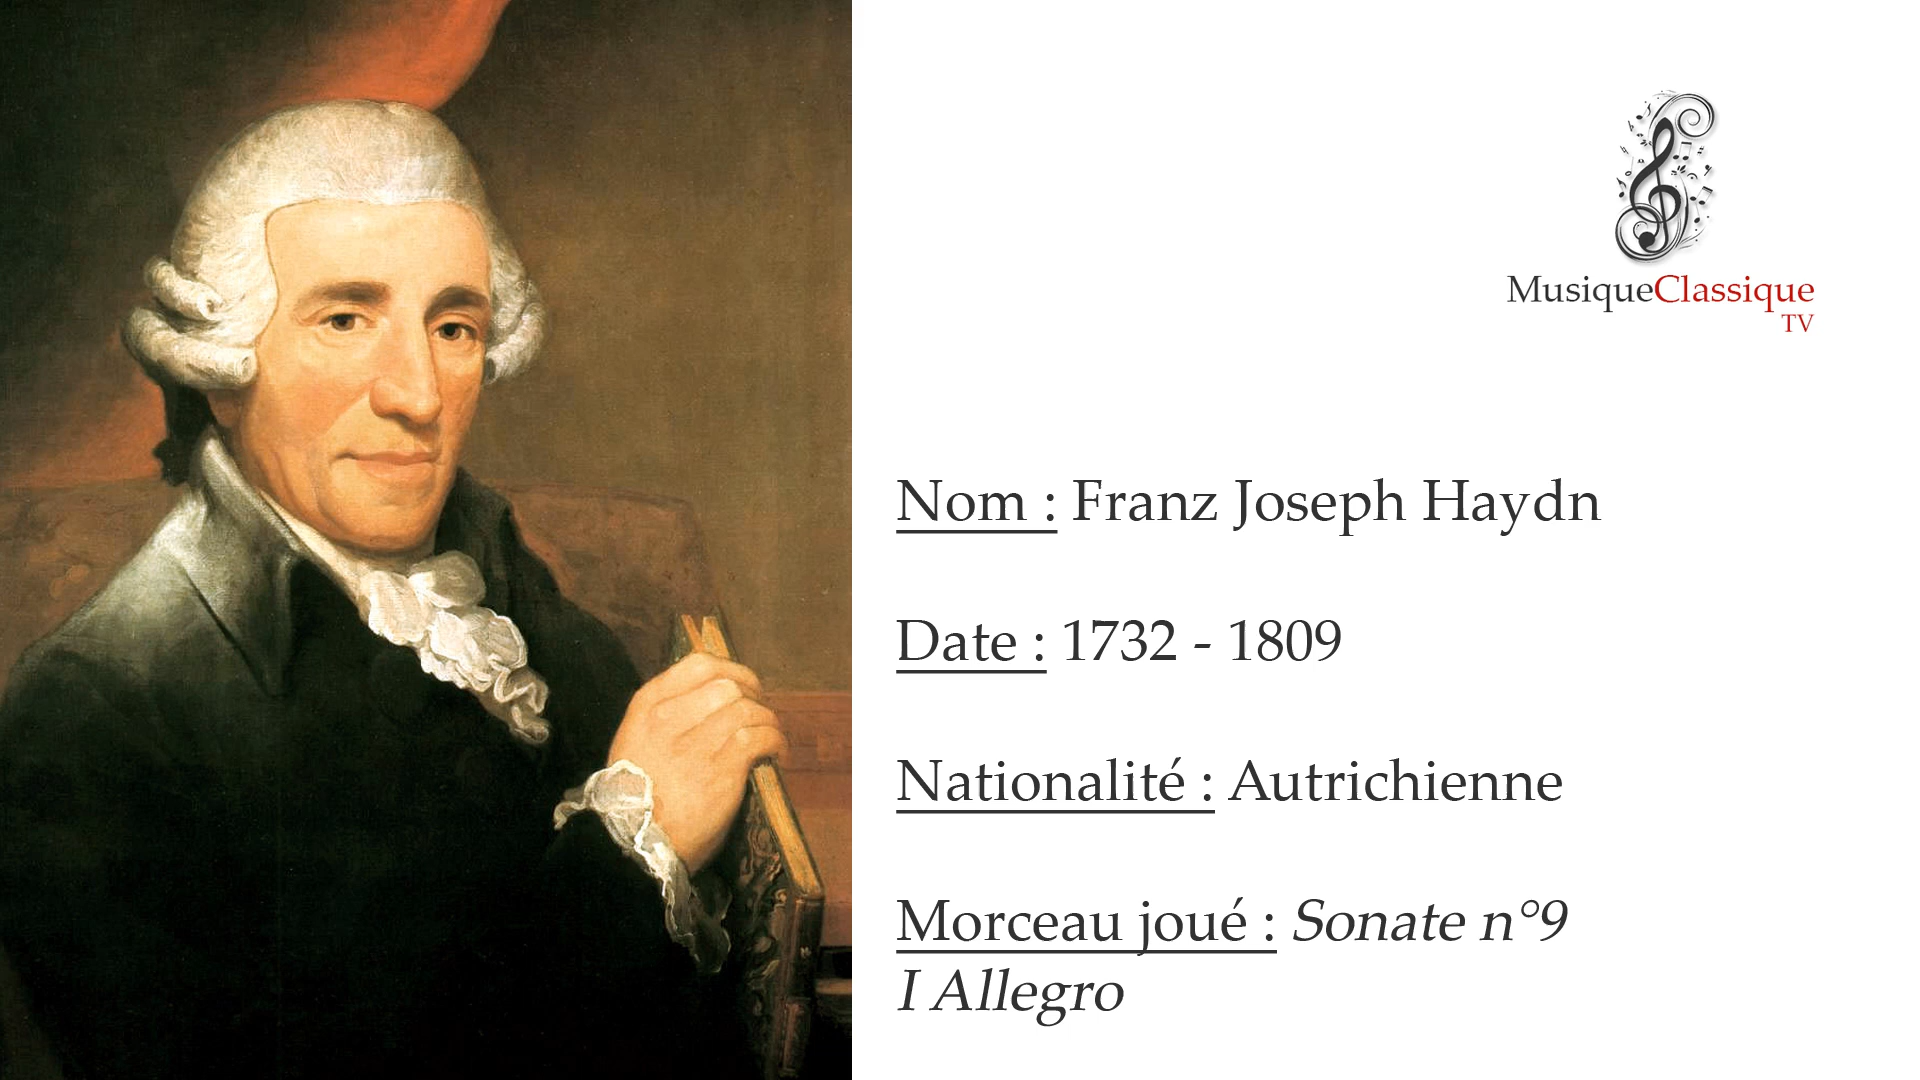 MusiqueClassique
TV
Nom : Franz Joseph Haydn
Date : 1732 - 1809
Nationalité : Autrichienne
Morceau joué : Sonate n°9
I Allegro